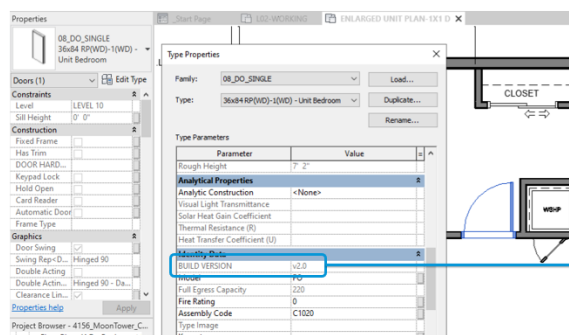 Properties
_Start Page
L02-WORKING
ENLARGED UNIT PLAN-1X1 D
08_DO_SINGLE
36x84 RP(WD)-1(WD) -
Unit Bedroom
Doors (1)
Edit Type
Constraints
Level LEVEL 10
Sill Height 0' 0"
Construction
Fixed Frame
Has Trim
DOOR HARD...
Keypad Lock
Hold Open
Card Reader
Automatic Door
Frame Type
Graphics
Door Swing
Swing Rep<D... Hinged 90
Double Acting
Double Actin... Hinged 90 - Da...
Clearance Lin...
Properties help
Apply
Project Browser - 4156_MoonTower_C...
Type Properties
Family: 08_DO_SINGLE Load...
Type: 36x84 RP(WD)-1(WD) - Unit Bedroom Duplicate...
Rename...
Type Parameters
Parameter Value =
Rough Height 7' 2"
Analytical Properties
Analytic Construction <None>
Visual Light Transmittance
Solar Heat Gain Coefficient
Thermal Resistance (R)
Heat Transfer Coefficient (U)
Identity Data
BUILD VERSION v2.0
Model PO
Full Egress Capacity 220
Fire Rating 0
Assembly Code C1020
Type Image
CLOSET
WSHP